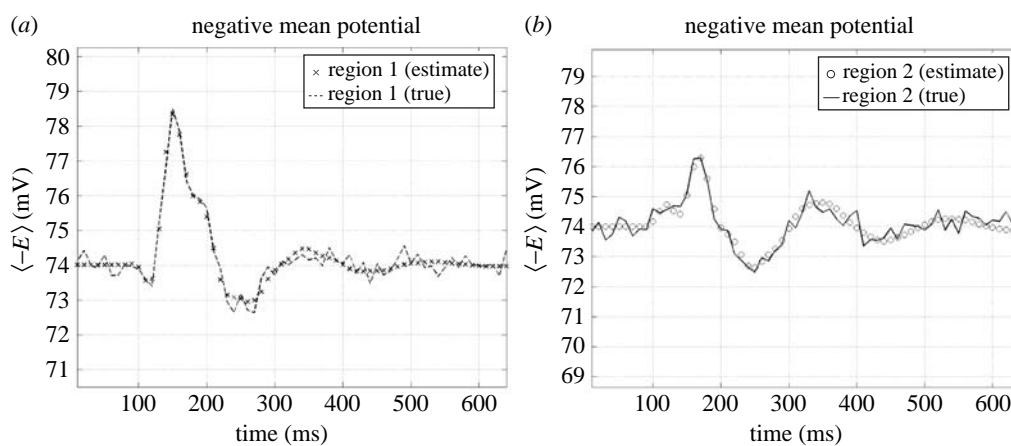 (a)
negative mean potential
80
79
78
77
76
75
74
73
72
71
⟨–E⟩ (mV)
region 1 (estimate)
region 1 (true)
100 200 300 400 500 600
time (ms)
(b)
negative mean potential
79
78
77
76
75
74
73
72
71
70
69
⟨–E⟩ (mV)
region 2 (estimate)
region 2 (true)
100 200 300 400 500 600
time (ms)